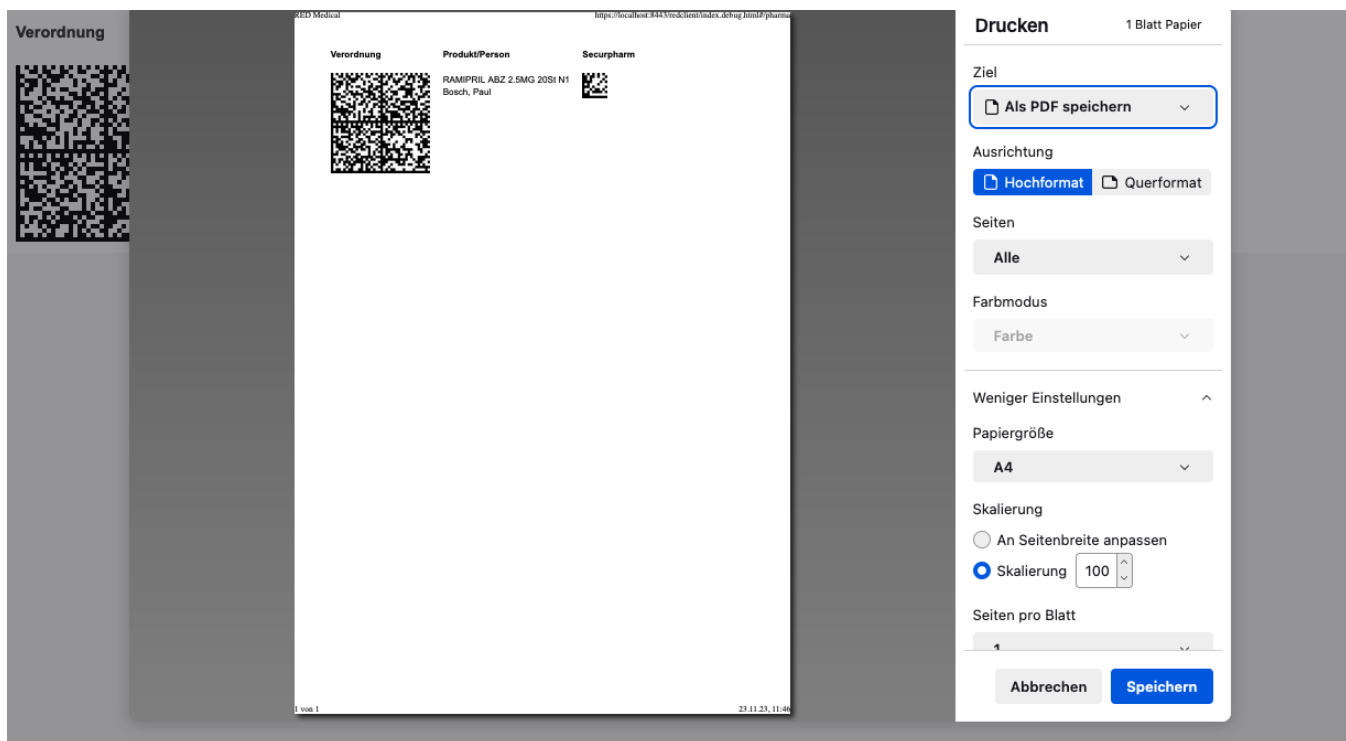 Verordnung
RED Medical
https://localhost:8443/redclient/index.debug.html#/pharma
Verordnung
Produkt/Person
Securpharm
RAMIPRIL ABZ 2.5MG 20St N1
Bosch, Paul
1 von 1
23.11.23, 11:46
Drucken
1 Blatt Papier
Ziel
Als PDF speichern
Ausrichtung
Hochformat
Querformat
Seiten
Alle
Farbmodus
Farbe
Weniger Einstellungen
Papiergröße
A4
Skalierung
An Seitenbreite anpassen
Skalierung 100
Seiten pro Blatt
1
Abbrechen
Speichern